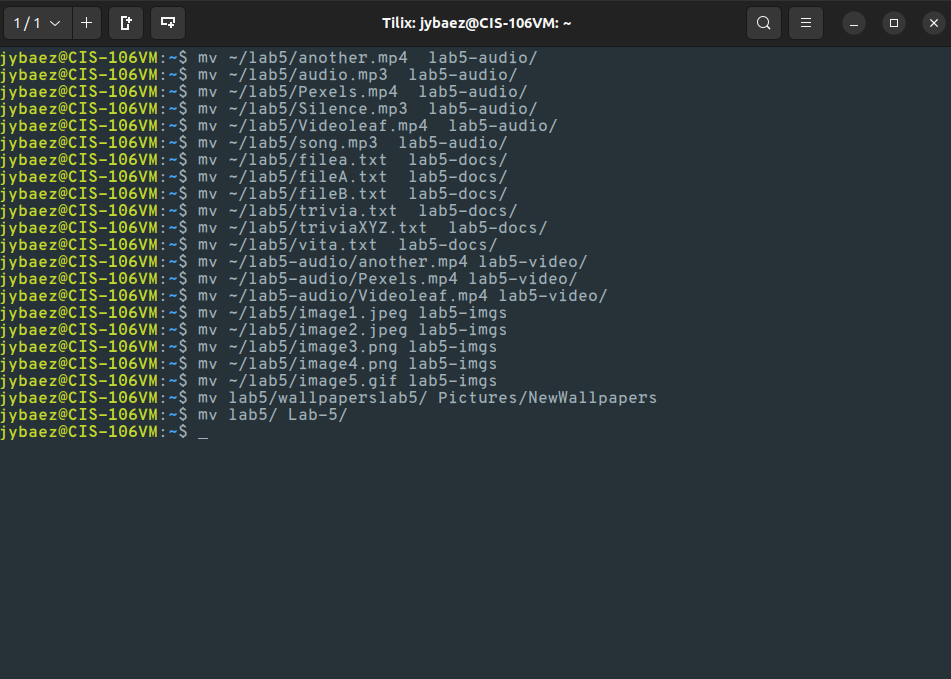 1 / 1
Tilix: jybaez@CIS-106VM: ~
jybaez@CIS-106VM:~$ mv ~/lab5/another.mp4  lab5-audio/
jybaez@CIS-106VM:~$ mv ~/lab5/audio.mp3  lab5-audio/
jybaez@CIS-106VM:~$ mv ~/lab5/Pexels.mp4  lab5-audio/
jybaez@CIS-106VM:~$ mv ~/lab5/Silence.mp3  lab5-audio/
jybaez@CIS-106VM:~$ mv ~/lab5/Videoleaf.mp4  lab5-audio/
jybaez@CIS-106VM:~$ mv ~/lab5/song.mp3  lab5-audio/
jybaez@CIS-106VM:~$ mv ~/lab5/filea.txt  lab5-docs/
jybaez@CIS-106VM:~$ mv ~/lab5/fileA.txt  lab5-docs/
jybaez@CIS-106VM:~$ mv ~/lab5/fileB.txt  lab5-docs/
jybaez@CIS-106VM:~$ mv ~/lab5/trivia.txt  lab5-docs/
jybaez@CIS-106VM:~$ mv ~/lab5/triviaXYZ.txt  lab5-docs/
jybaez@CIS-106VM:~$ mv ~/lab5/vita.txt  lab5-docs/
jybaez@CIS-106VM:~$ mv ~/lab5-audio/another.mp4 lab5-video/
jybaez@CIS-106VM:~$ mv ~/lab5-audio/Pexels.mp4 lab5-video/
jybaez@CIS-106VM:~$ mv ~/lab5-audio/Videoleaf.mp4 lab5-video/
jybaez@CIS-106VM:~$ mv ~/lab5/image1.jpeg lab5-imgs
jybaez@CIS-106VM:~$ mv ~/lab5/image2.jpeg lab5-imgs
jybaez@CIS-106VM:~$ mv ~/lab5/image3.png lab5-imgs
jybaez@CIS-106VM:~$ mv ~/lab5/image4.png lab5-imgs
jybaez@CIS-106VM:~$ mv ~/lab5/image5.gif lab5-imgs
jybaez@CIS-106VM:~$ mv lab5/wallpaperslab5/ Pictures/NewWallpapers
jybaez@CIS-106VM:~$ mv lab5/ Lab-5/
jybaez@CIS-106VM:~$ _